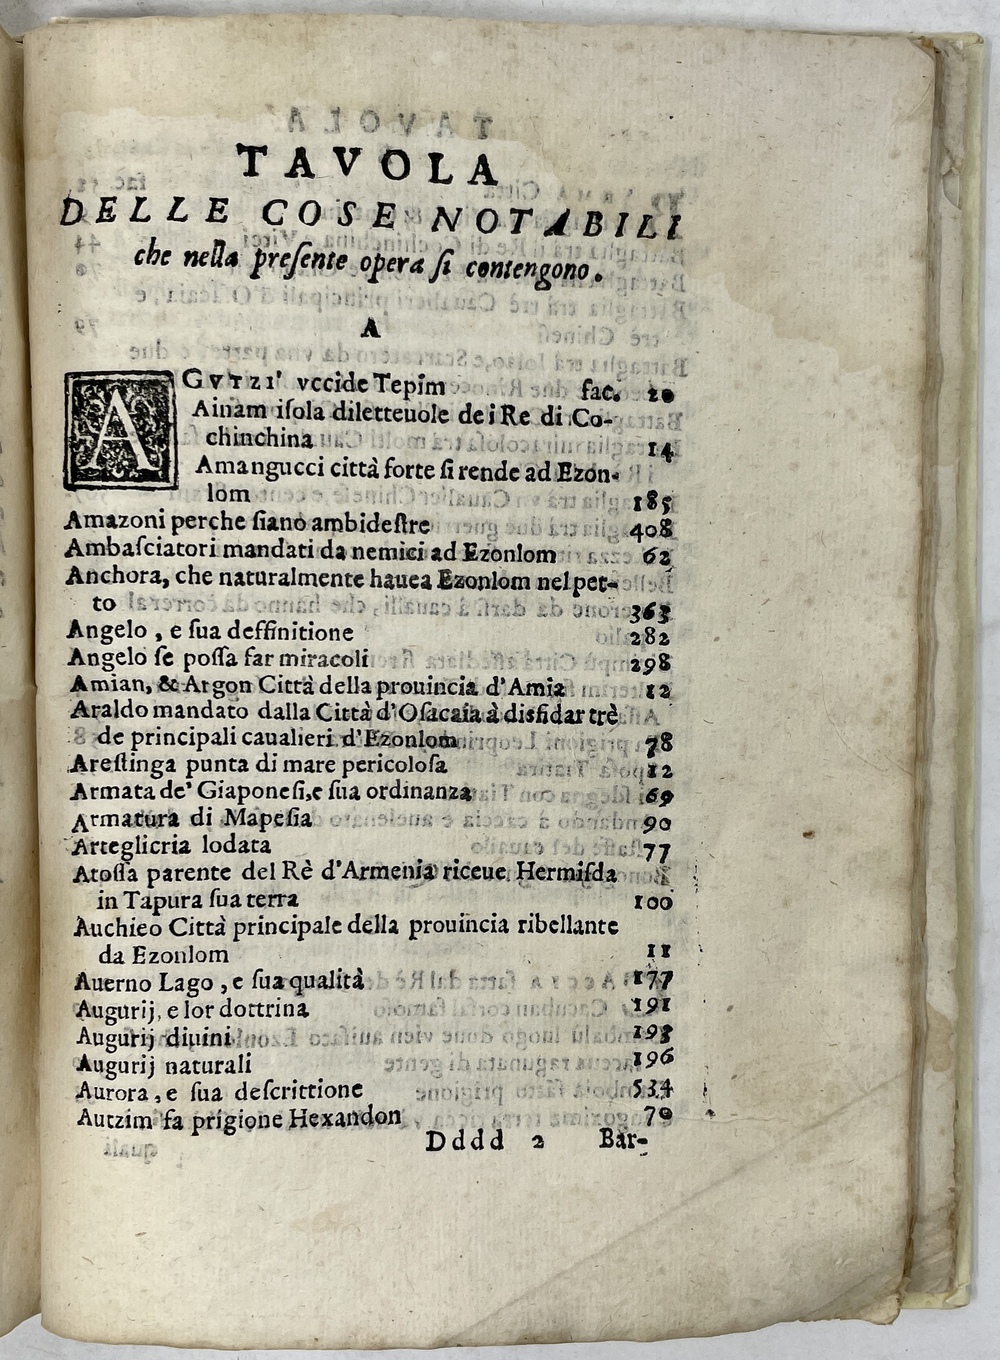 TAVOLA
DELLE COSE NOTABILI
che nella preſente opera ſi contengono.
A
AGVTZI' vccide Tepim fac. 20
Ainam iſola diletteuole de i Re di Co-
chinchina 14
Amangucci città forte ſi rende ad Ezon-
lom 185
Amazoni perche ſiano ambideſtre 408
Ambaſciatori mandati da nemici ad Ezonlom 62
Anchora, che naturalmente hauea Ezonlom nel pet-
to 363
Angelo, e ſua deffinitione 282
Angelo ſe poſſa far miracoli 298
Amian, & Argon Città della prouincia d'Amia 12
Araldo mandato dalla Città d'Oſacaia à disfidar trè
de principali caualieri d'Ezonlom 78
Areſtinga punta di mare pericoloſa 12
Armata de' Giaponeſi, e ſua ordinanza 69
Armatura di Mapeſia 90
Arteglicria lodata 77
Atoſſa parente del Rè d'Armenia riceue Hermiſda
in Tapura ſua terra 100
Auchieo Città principale della prouincia ribellante
da Ezonlom 11
Auerno Lago, e ſua qualità 177
Augurij, e lor dottrina 191
Augurij diuini 193
Augurij naturali 196
Aurora, e ſua deſcrittione 534
Autzim fa prigione Hexandon 70
Dddd 2 Bar-